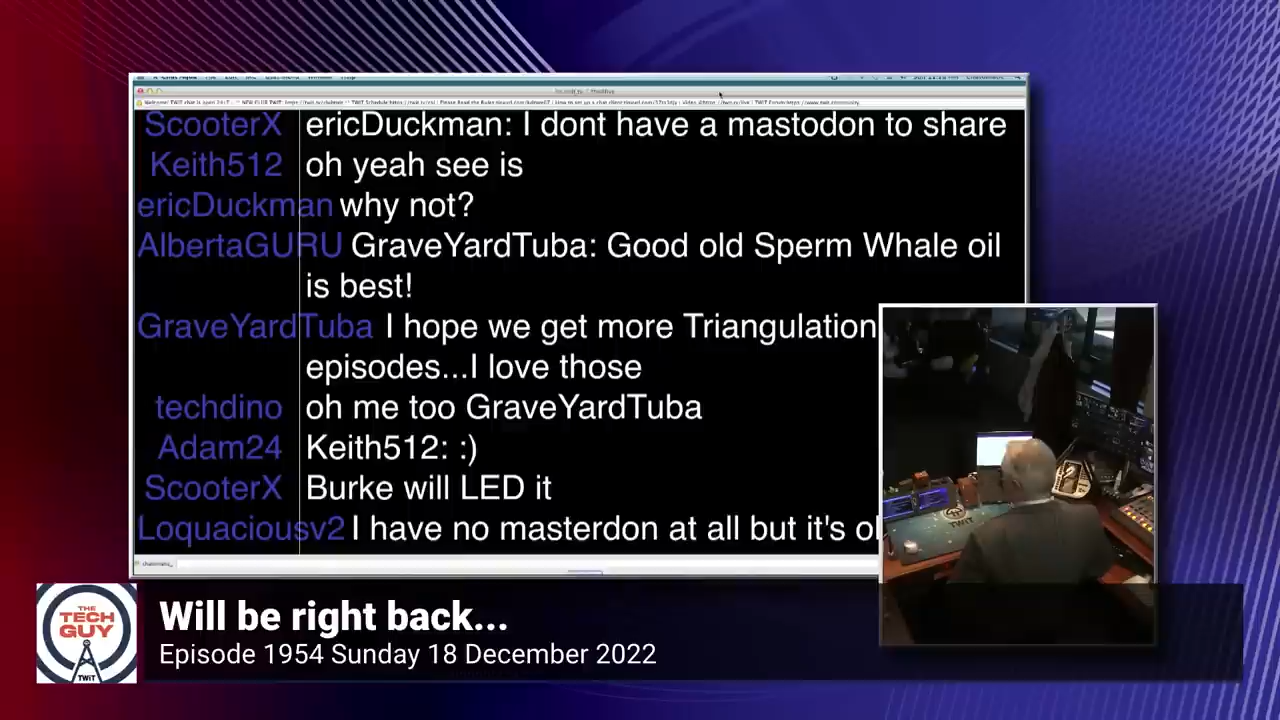 ScooterX ericDuckman: I dont have a mastodon to share
Keith512 oh yeah see is
ericDuckman why not?
AlbertaGURU GraveYardTuba: Good old Sperm Whale oil
is best!
GraveYardTuba I hope we get more Triangulation
episodes...I love those
techdino oh me too GraveYardTuba
Adam24 Keith512: :)
ScooterX Burke will LED it
Loquaciousv2 I have no masterdon at all but it's
TWiT
THE
TECH
GUY
TWiT
Will be right back...
Episode 1954 Sunday 18 December 2022